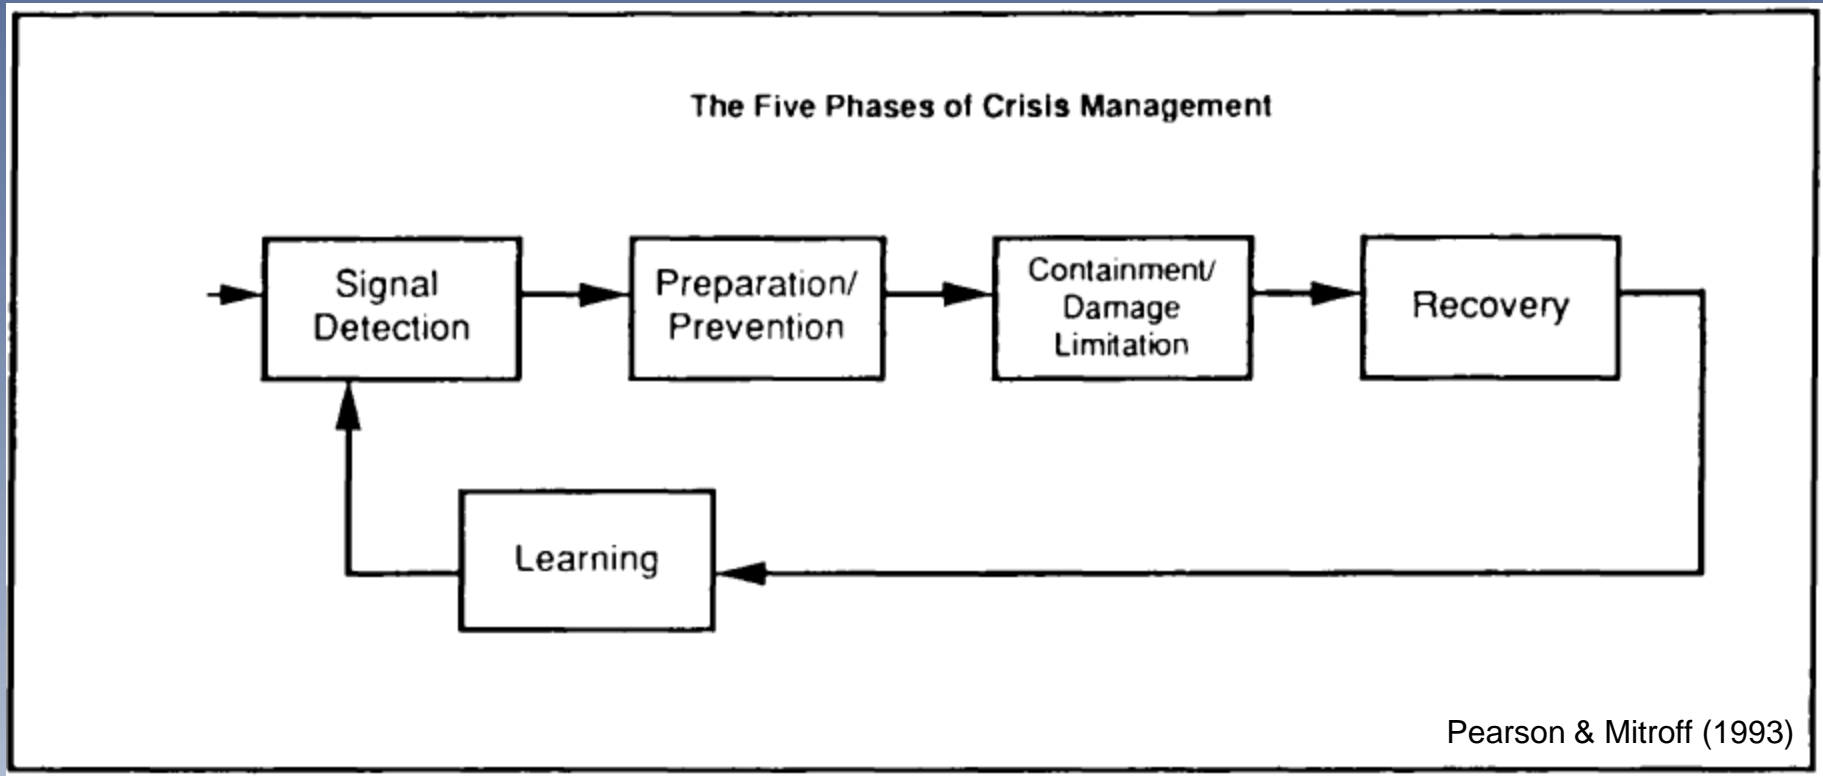 The Five Phases of Crisis Management
Signal
Detection
Preparation/
Prevention
Containment/
Damage
Limitation
Recovery
Learning
Pearson & Mitroff (1993)